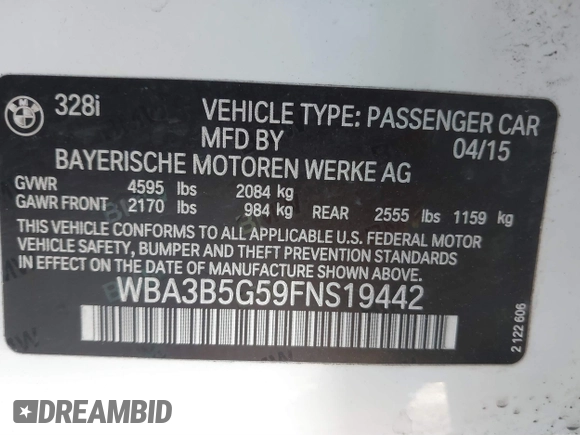 328i VEHICLE TYPE: PASSENGER CAR
MFD BY 04/15
BAYERISCHE MOTOREN WERKE AG
GVWR 4595 lbs 2084 kg
GAWR FRONT 2170 lbs 984 kg REAR 2555 lbs 1159 kg
THIS VEHICLE CONFORMS TO ALL APPLICABLE U.S. FEDERAL MOTOR
VEHICLE SAFETY, BUMPER AND THEFT PREVENTION STANDARDS
IN EFFECT ON THE DATE OF MANUFACTURE SHOWN ABOVE.
WBA3B5G59FNS19442
2 122 606
DREAMBID